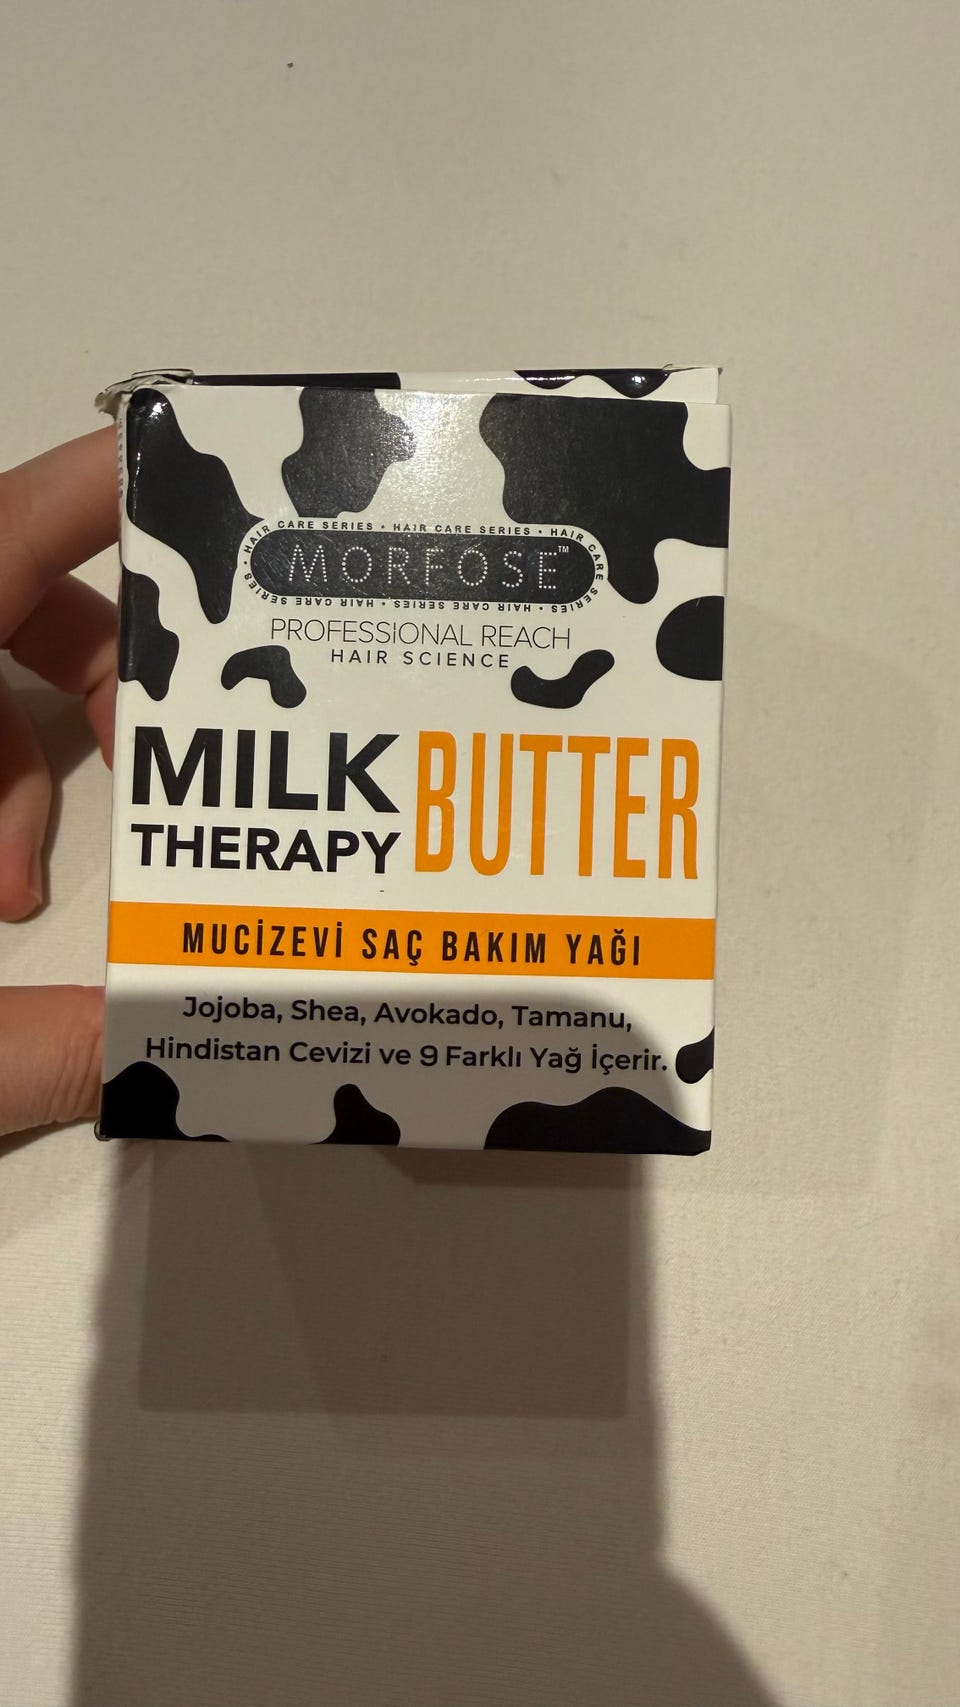 HAIR CARE SERIES • HAIR CARE SERIES • HAIR CARE SERIES • HAIR CARE SERIES • HAIR CARE SERIES •
MORFOSE™
PROFESSIONAL REACH
HAIR SCIENCE
MILK
THERAPY
BUTTER
MUCİZEVİ SAÇ BAKIM YAĞI
Jojoba, Shea, Avokado, Tamanu,
Hindistan Cevizi ve 9 Farklı Yağ İçerir.